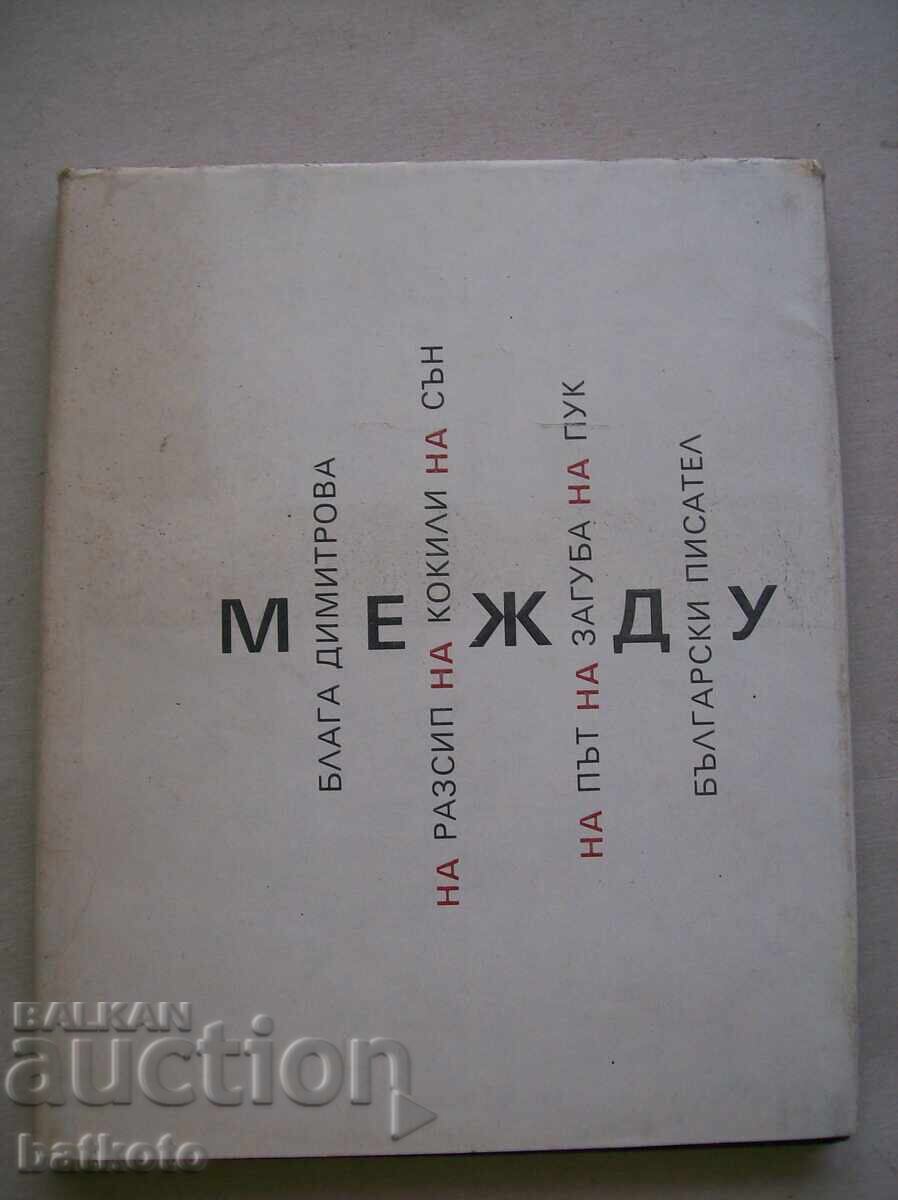 БЛАГА ДИМИТРОВА
НА РАЗСИП НА КОКИЛИ НА СЪН
МЕЖДУ
НА ПЪТ НА ЗАГУБА НА ПУК
БЪЛГАРСКИ ПИСАТЕЛ
BALKAN
auction
batkoto